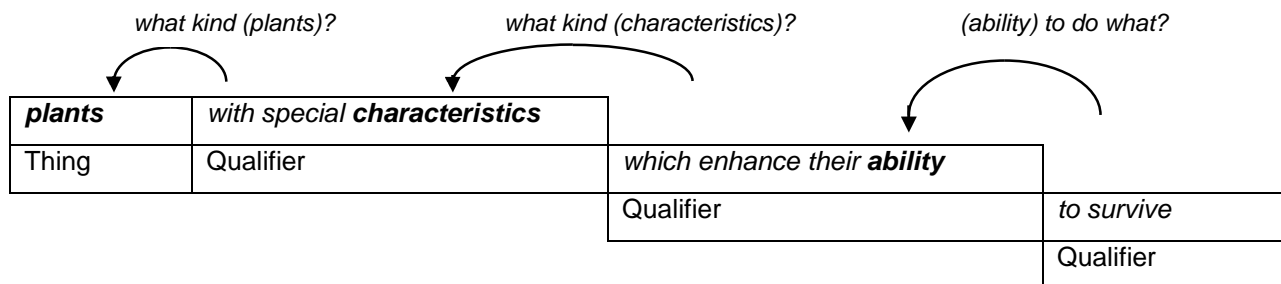 what kind (plants)? what kind (characteristics)? (ability) to do what?
plants with special characteristics
Thing Qualifier which enhance their ability
Qualifier to survive
Qualifier